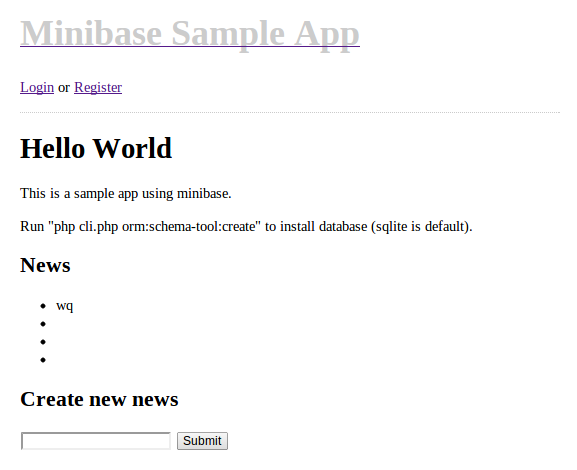 Minibase Sample App
Login or Register
Hello World
This is a sample app using minibase.
Run "php cli.php orm:schema-tool:create" to install database (sqlite is default).
News
wq
Create new news
Submit